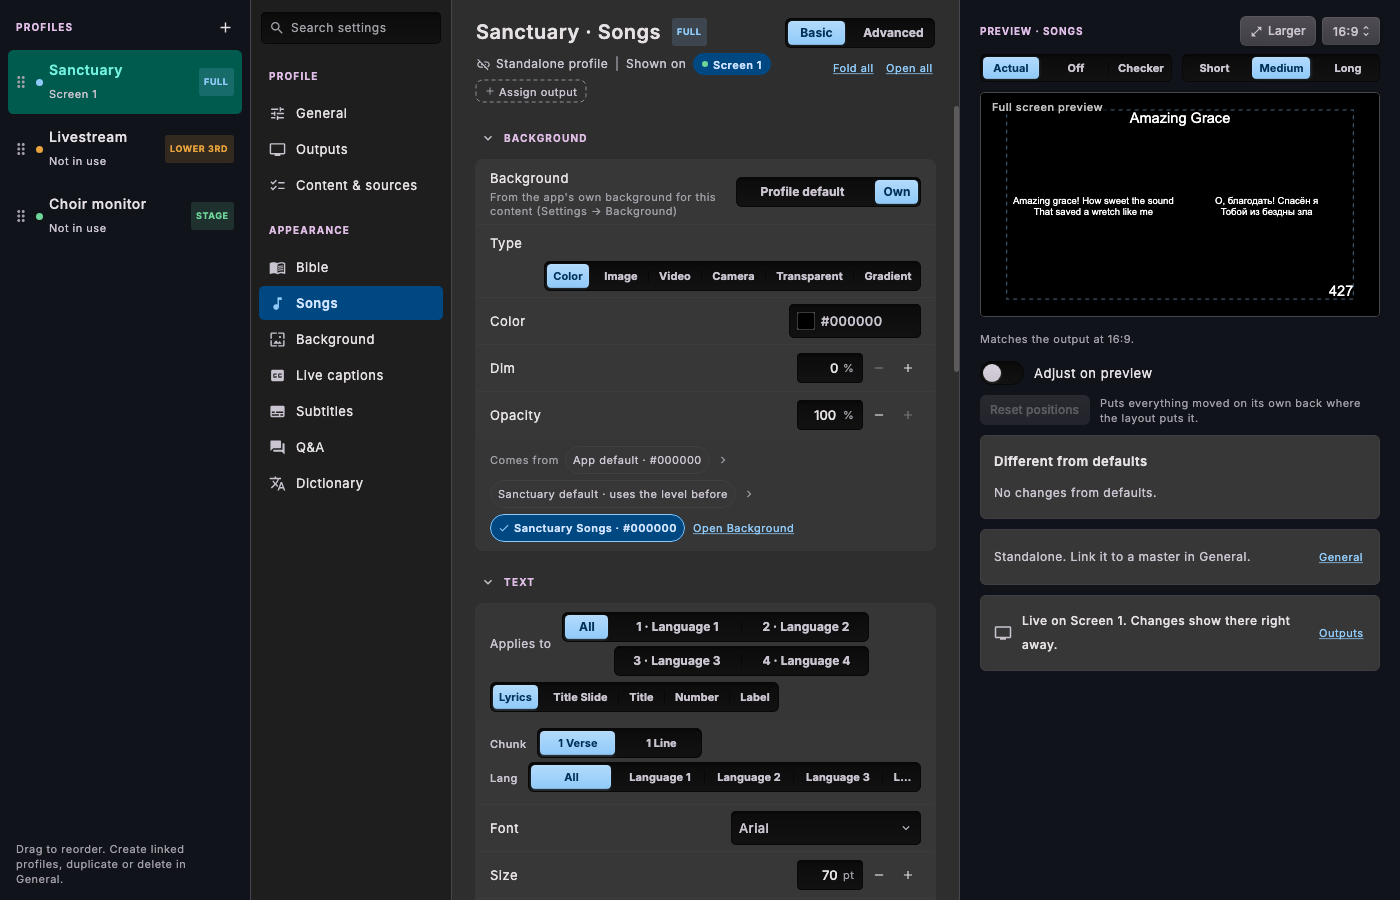 PROFILES
Sanctuary
Screen 1
FULL
Livestream
Not in use
LOWER 3RD
Choir monitor
Not in use
STAGE
Drag to reorder. Create linked
profiles, duplicate or delete in
General.
Search settings
PROFILE
General
Outputs
Content & sources
APPEARANCE
Bible
Songs
Background
Live captions
Subtitles
Q&A
Dictionary
Sanctuary · Songs FULL
Basic Advanced
Standalone profile | Shown on Screen 1
Fold all Open all
+ Assign output
BACKGROUND
Background
From the app's own background for this
content (Settings → Background)
Profile default Own
Type
Color Image Video Camera Transparent Gradient
Color #000000
Dim 0 % − +
Opacity 100 % − +
Comes from App default · #000000
Sanctuary default · uses the level before
Sanctuary Songs · #000000 Open Background
TEXT
Applies to
All 1 · Language 1 2 · Language 2
3 · Language 3 4 · Language 4
Lyrics Title Slide Title Number Label
Chunk 1 Verse 1 Line
Lang All Language 1 Language 2 Language 3 L...
Font Arial
Size 70 pt − +
PREVIEW · SONGS
Larger 16:9
Actual Off Checker Short Medium Long
Full screen preview
Amazing Grace
Amazing grace! How sweet the sound
That saved a wretch like me
О, благодать! Спасён я
Тобой из бездны зла
427
Matches the output at 16:9.
Adjust on preview
Reset positions
Puts everything moved on its own back where
the layout puts it.
Different from defaults
No changes from defaults.
Standalone. Link it to a master in General. General
Live on Screen 1. Changes show there right
away.
Outputs